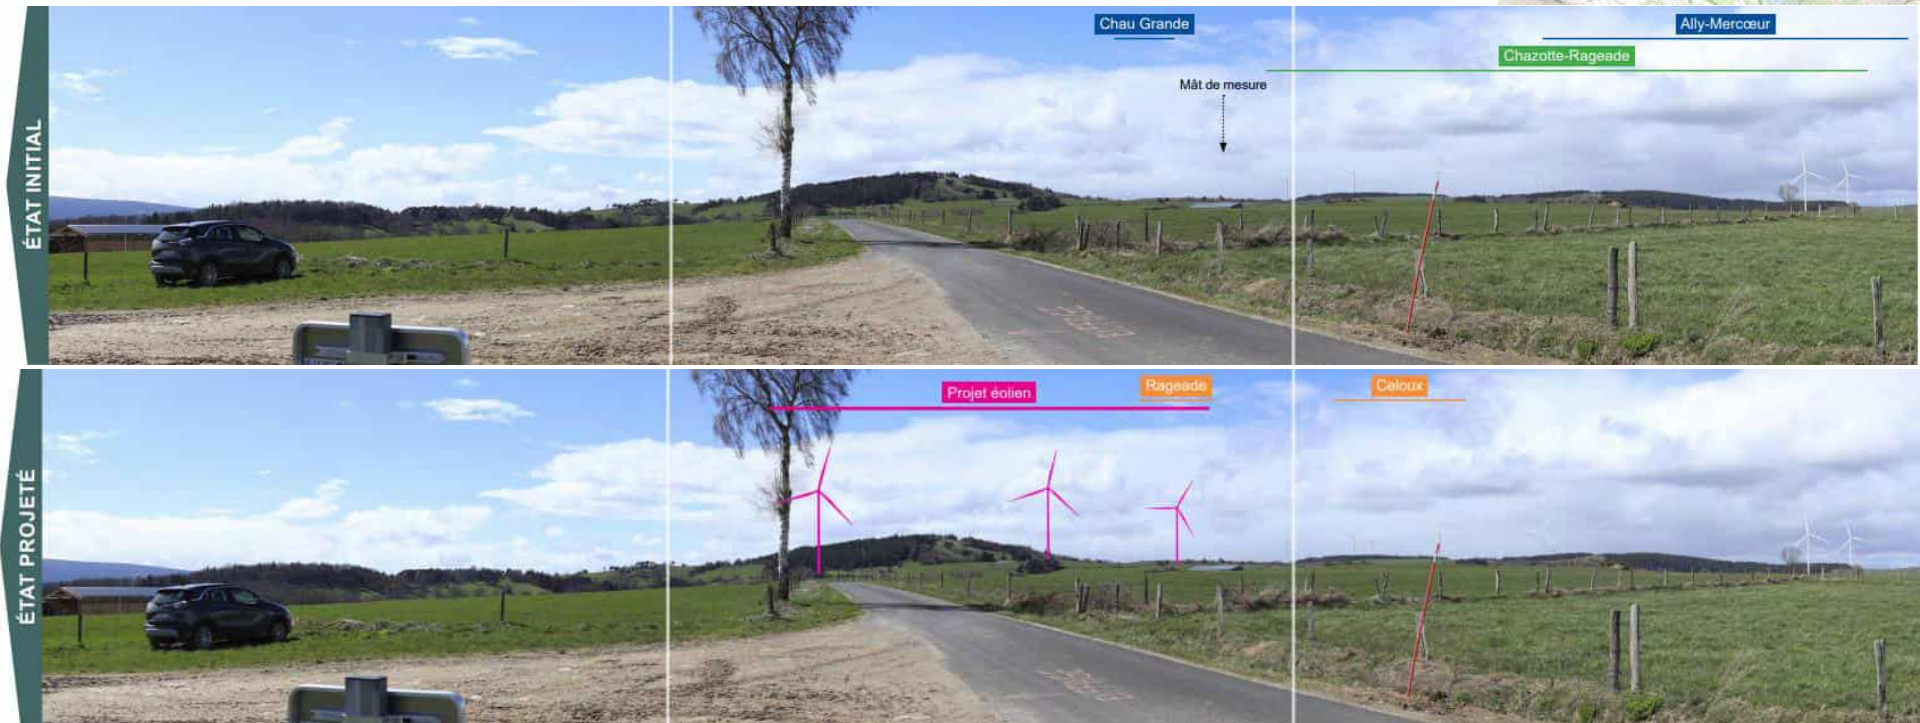 ÉTAT INITIAL
Chau Grande
Ally-Mercœur
Chazotte-Rageade
Mât de mesure
ÉTAT PROJETÉ
Projet éolien
Rageade
Celoux